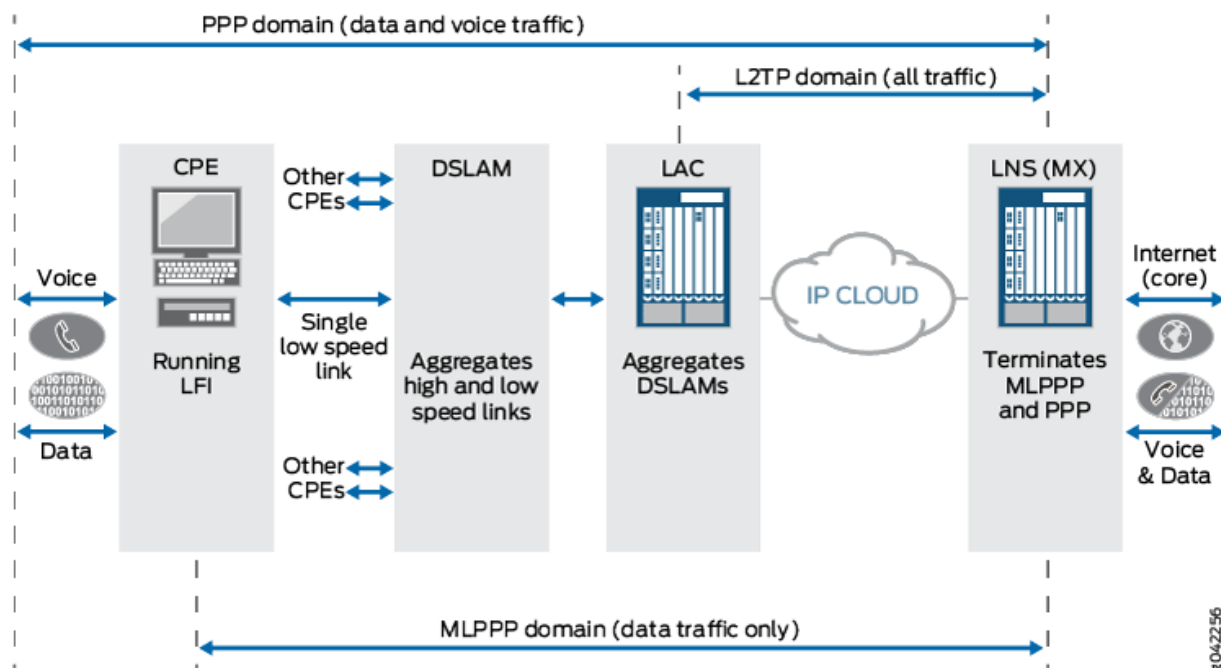 PPP domain (data and voice traffic)
L2TP domain (all traffic)
CPE
DSLAM
LAC
LNS (MX)
Other
CPEs
Voice
Internet
(core)
IP CLOUD
Single
low speed
link
Running
LFI
Aggregates
high and low
speed links
Aggregates
DSLAMs
Terminates
MLPPP
and PPP
Data
Voice
& Data
Other
CPEs
MLPPP domain (data traffic only)
g042256